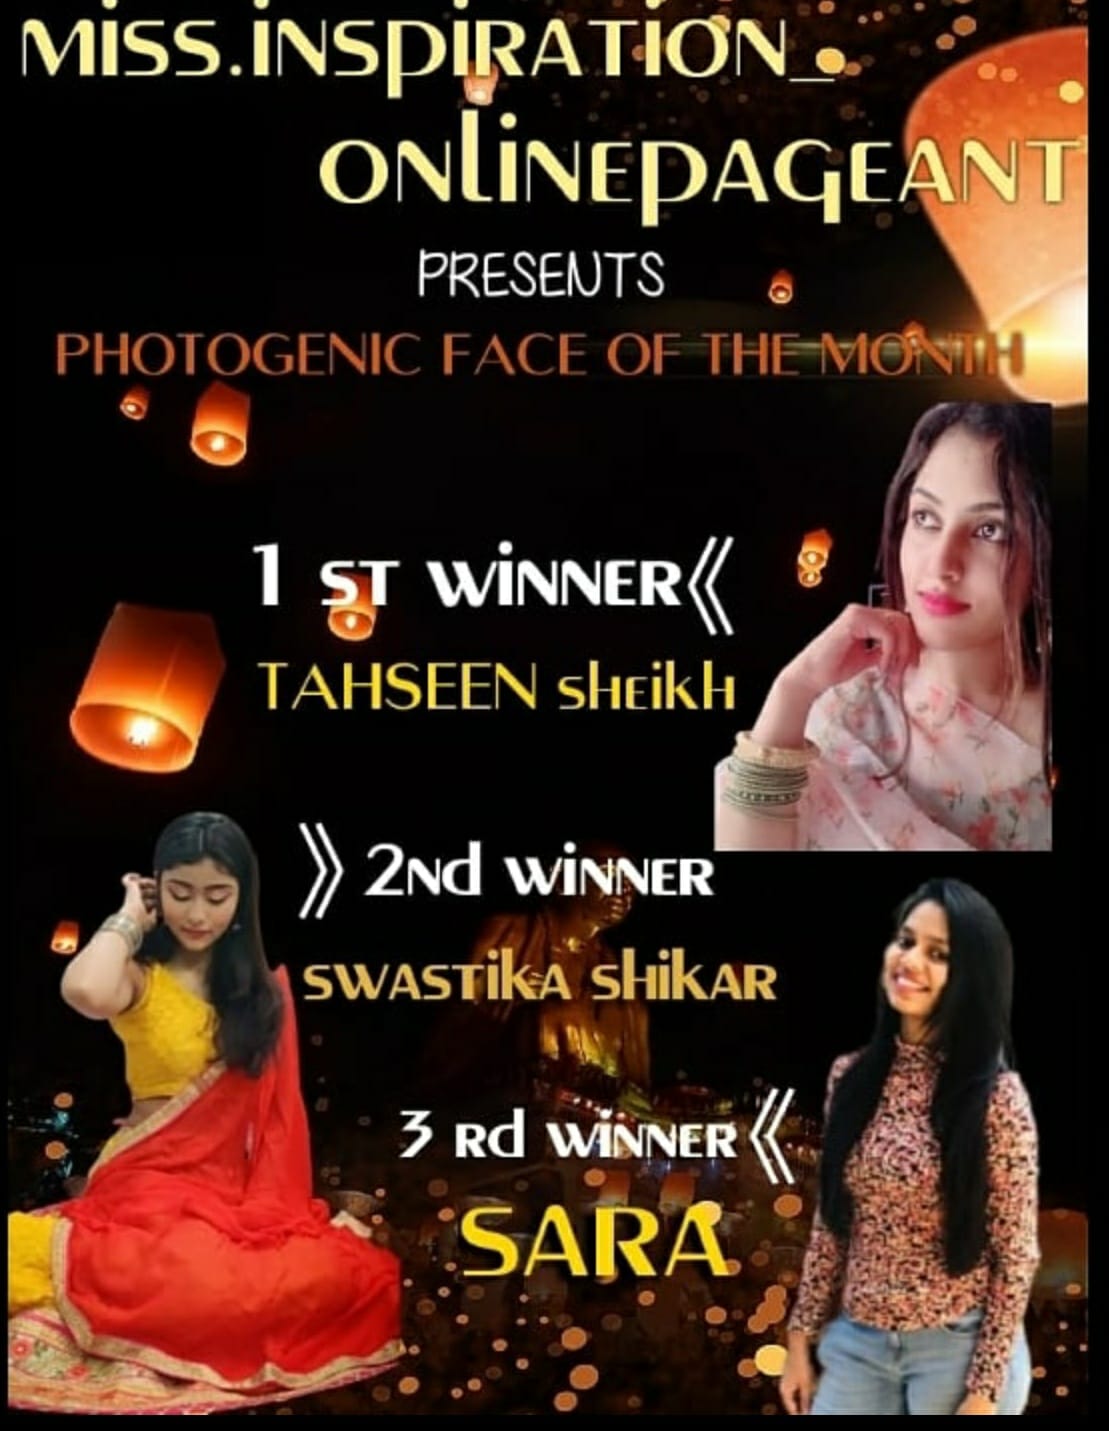 Miss.iNSpiRATiON_
ONliNEpAgEANT
PRESENTS
PHOTOGENIC FACE OF THE MONTH
1 ST WiNNER
TAHSEEN sHEikH
2Nd WiNNER
SWASTikA SHikAR
3 Rd WiNNER
SARA